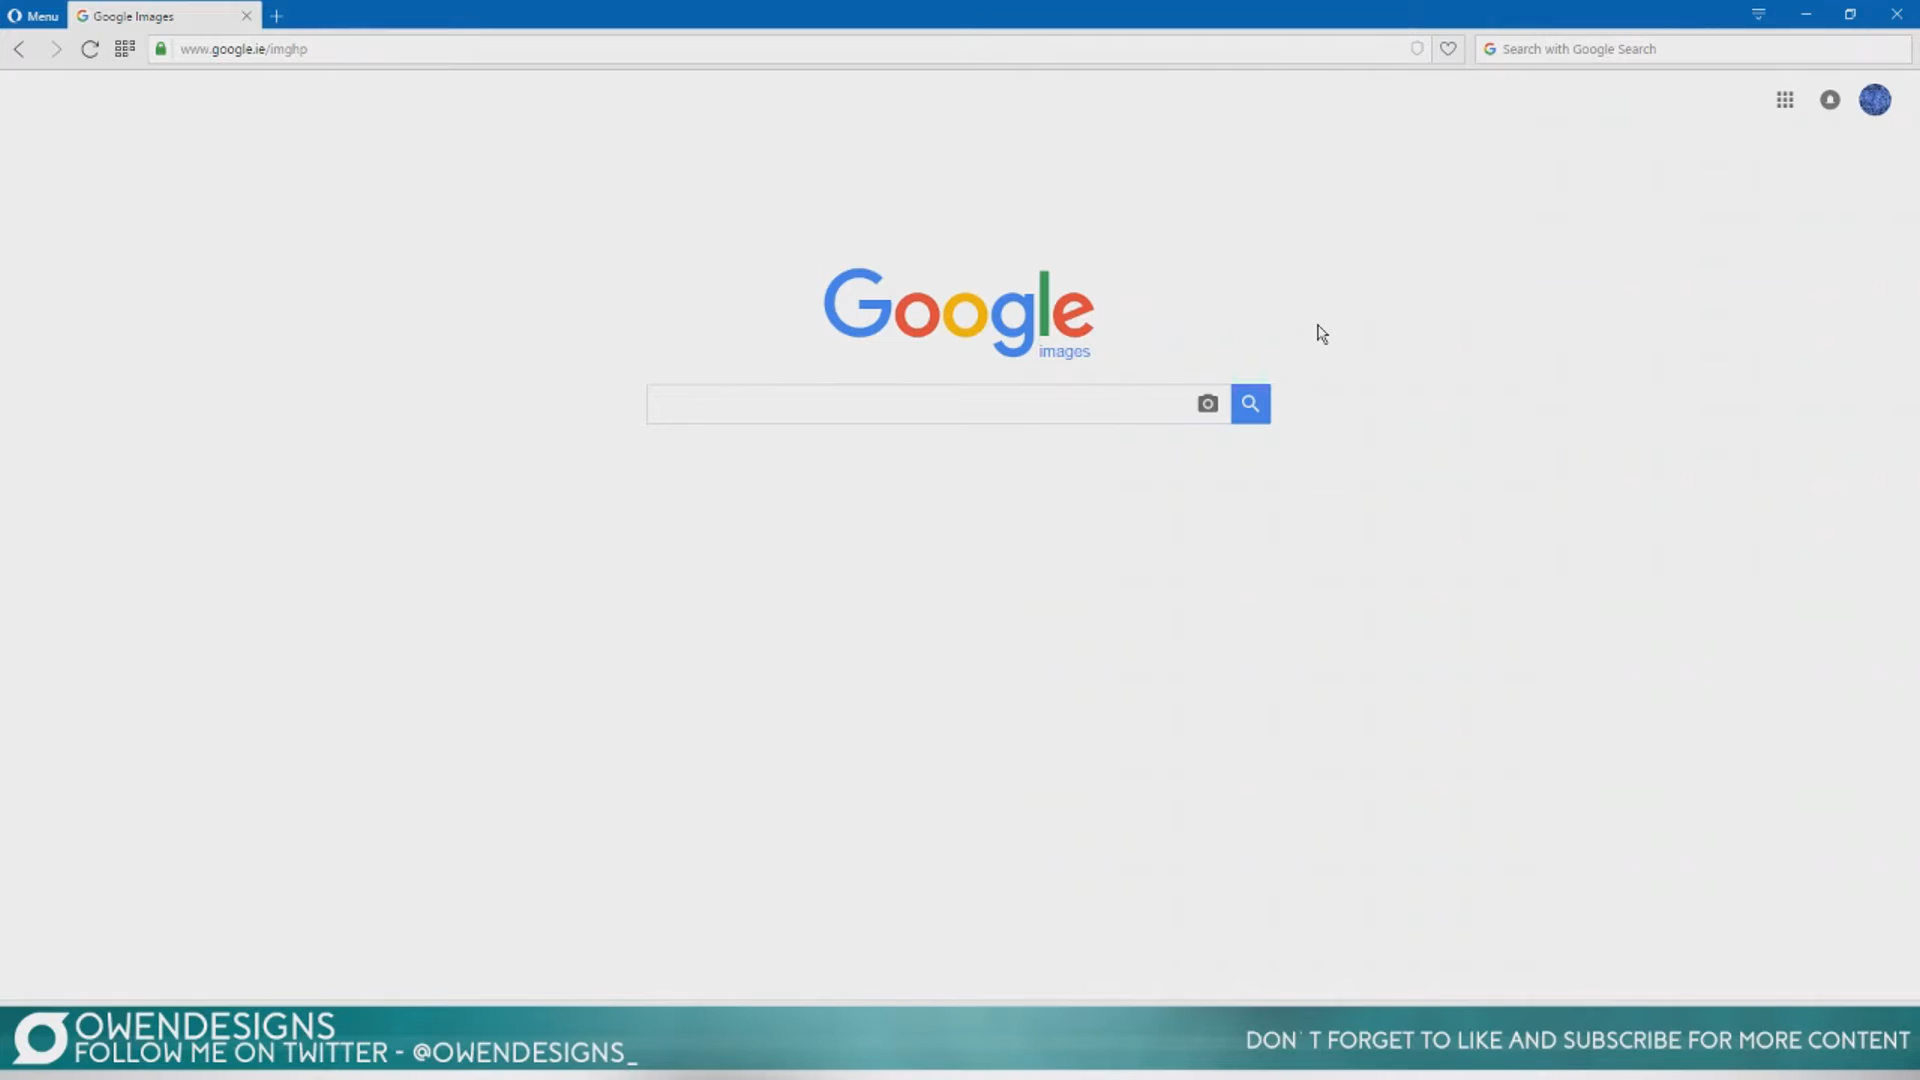 Menu
Google Images
www.google.ie/imghp
Search with Google Search
Google
images
OWENDESIGNS
FOLLOW ME ON TWITTER - @OWENDESIGNS_
DON`T FORGET TO LIKE AND SUBSCRIBE FOR MORE CONTENT